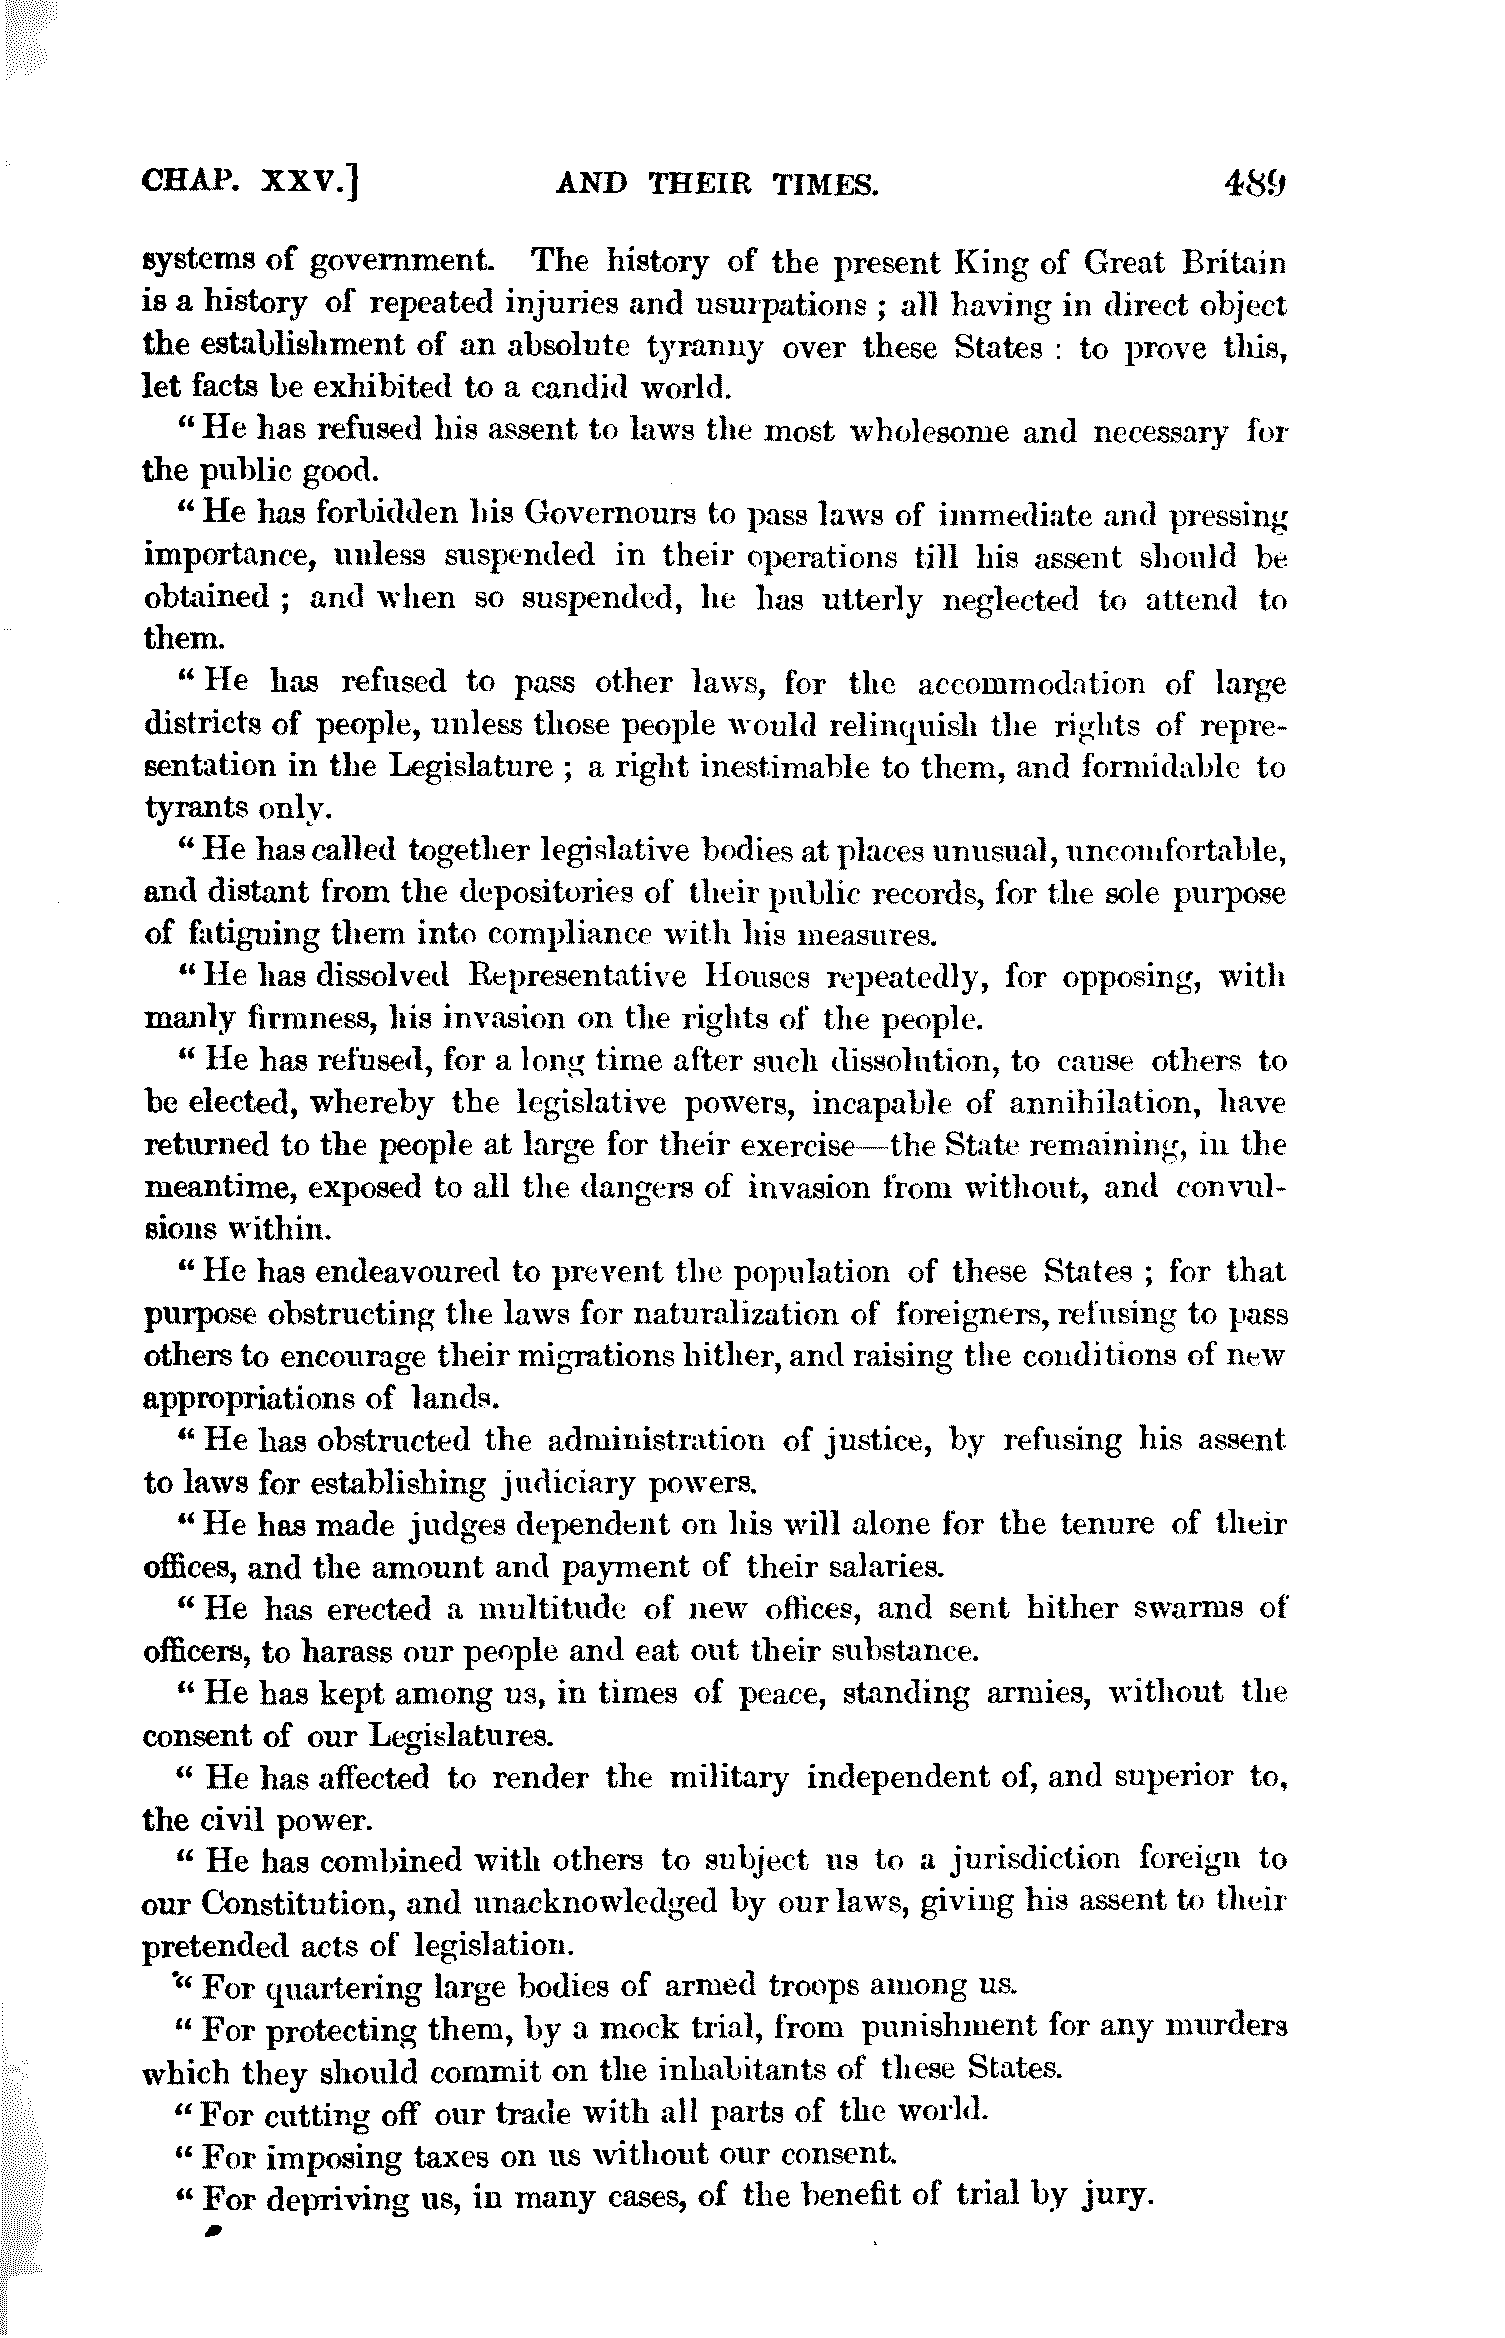 CHAP. XXV.] AND THEIR TIMES. 489
systems of government. The history of the present King of Great Britain
is a history of repeated injuries and usurpations ; all having in direct object
the establishment of an absolute tyranny over these States : to prove this,
let facts be exhibited to a candid world.
“ He has refused his assent to laws the most wholesome and necessary for
the public good.
“ He has forbidden his Governours to pass laws of immediate and pressing
importance, unless suspended in their operations till his assent should be
obtained ; and when so suspended, he has utterly neglected to attend to
them.
“ He has refused to pass other laws, for the accommodation of large
districts of people, unless those people would relinquish the rights of repre-
sentation in the Legislature ; a right inestimable to them, and formidable to
tyrants only.
“ He has called together legislative bodies at places unusual, uncomfortable,
and distant from the depositories of their public records, for the sole purpose
of fatiguing them into compliance with his measures.
“ He has dissolved Representative Houses repeatedly, for opposing, with
manly firmness, his invasion on the rights of the people.
“ He has refused, for a long time after such dissolution, to cause others to
be elected, whereby the legislative powers, incapable of annihilation, have
returned to the people at large for their exercise—the State remaining, in the
meantime, exposed to all the dangers of invasion from without, and convul-
sions within.
“ He has endeavoured to prevent the population of these States ; for that
purpose obstructing the laws for naturalization of foreigners, refusing to pass
others to encourage their migrations hither, and raising the conditions of new
appropriations of lands.
“ He has obstructed the administration of justice, by refusing his assent
to laws for establishing judiciary powers.
“ He has made judges dependent on his will alone for the tenure of their
offices, and the amount and payment of their salaries.
“ He has erected a multitude of new offices, and sent hither swarms of
officers, to harass our people and eat out their substance.
“ He has kept among us, in times of peace, standing armies, without the
consent of our Legislatures.
“ He has affected to render the military independent of, and superior to,
the civil power.
“ He has combined with others to subject us to a jurisdiction foreign to
our Constitution, and unacknowledged by our laws, giving his assent to their
pretended acts of legislation.
“ For quartering large bodies of armed troops among us.
“ For protecting them, by a mock trial, from punishment for any murders
which they should commit on the inhabitants of these States.
“ For cutting off our trade with all parts of the world.
“ For imposing taxes on us without our consent.
“ For depriving us, in many cases, of the benefit of trial by jury.